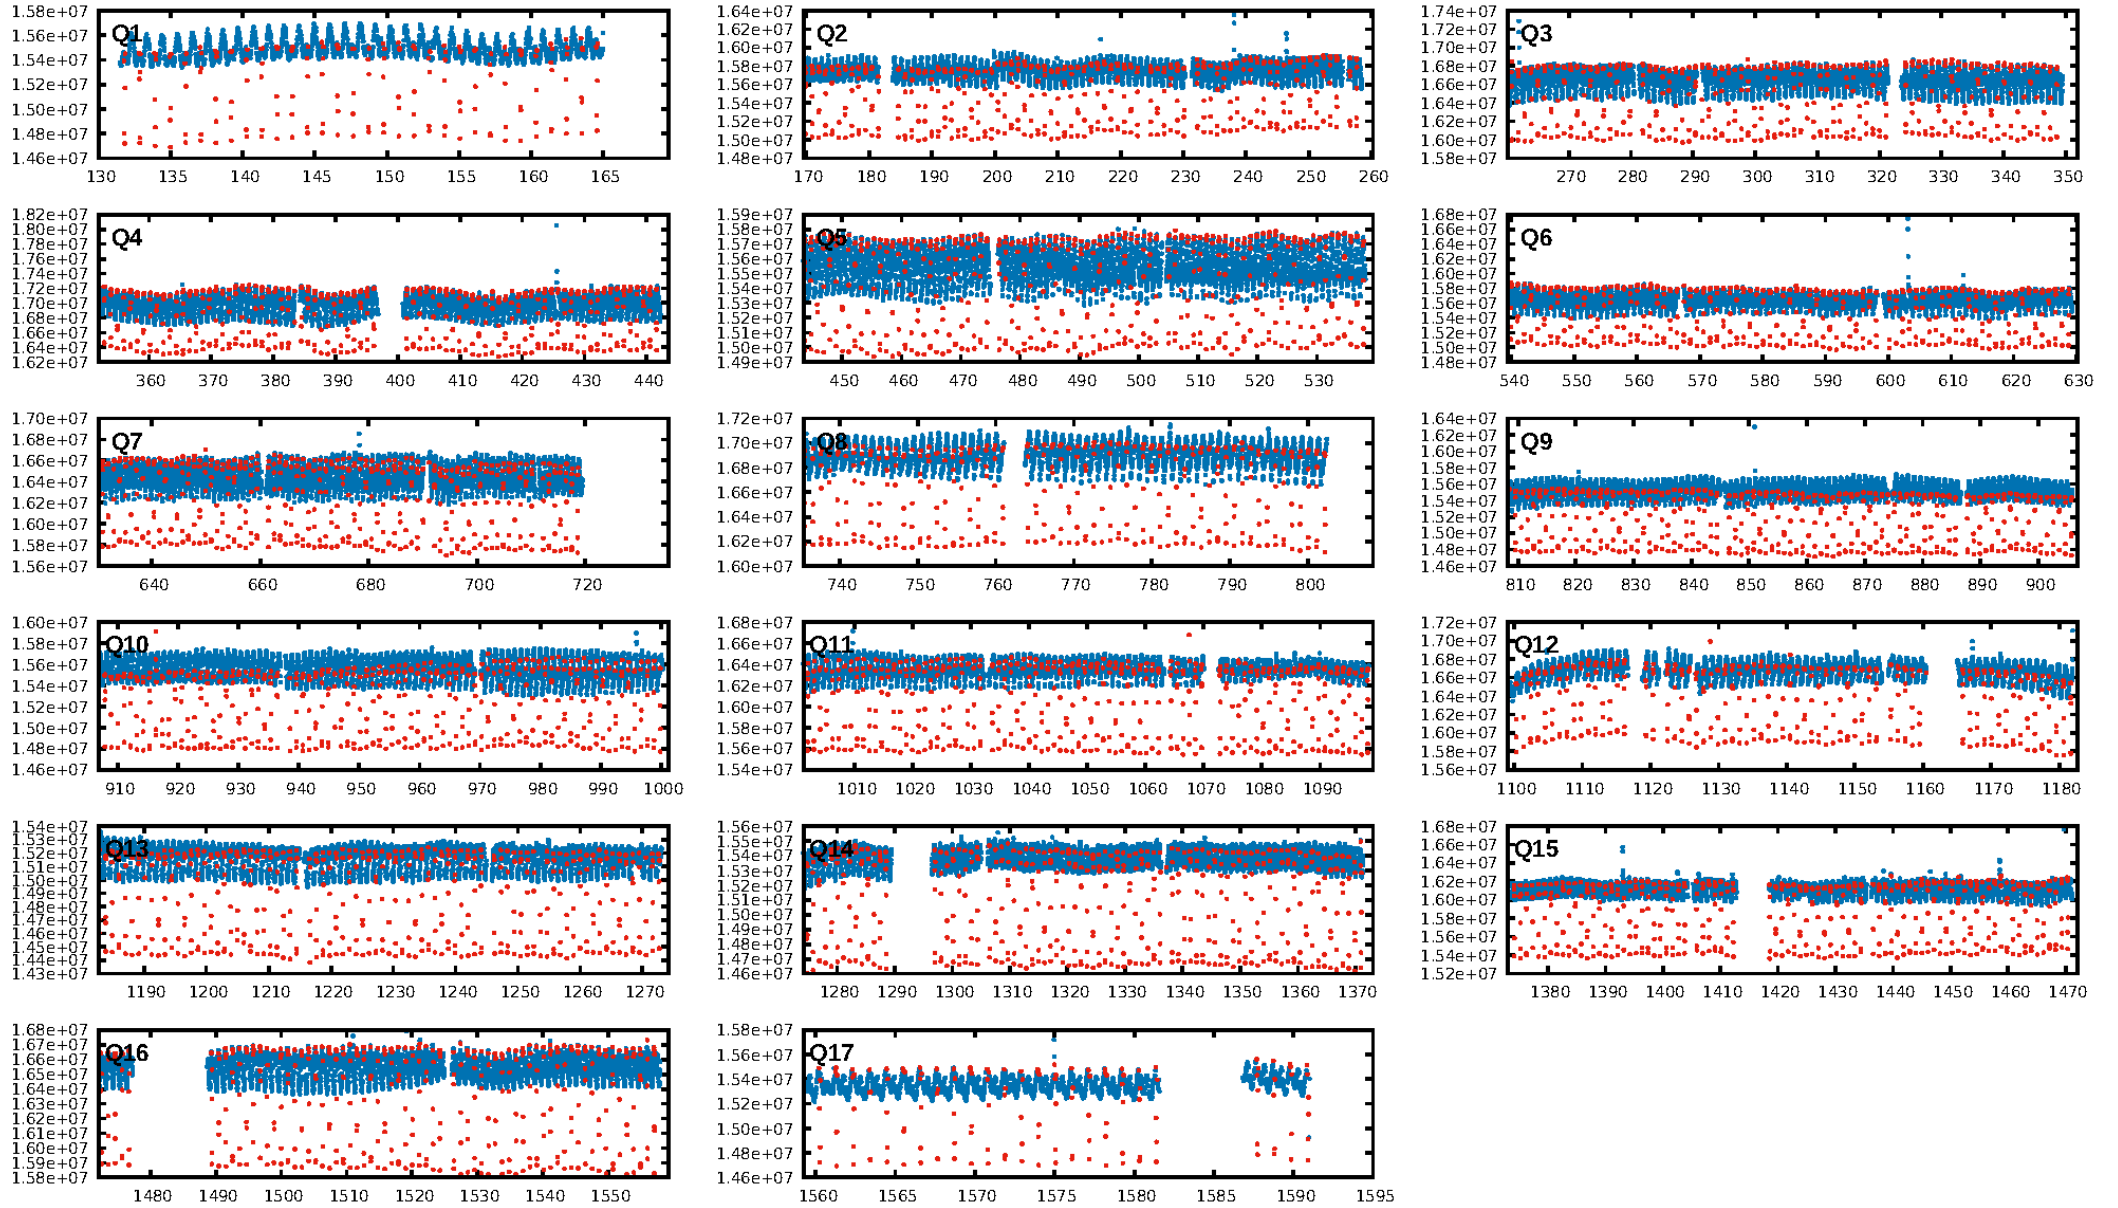 1.58e+07 1.56e+07 1.54e+07 1.52e+07 1.50e+07 1.48e+07 1.46e+07
Q1
130 135 140 145 150 155 160 165
1.64e+07 1.62e+07 1.60e+07 1.58e+07 1.56e+07 1.54e+07 1.52e+07 1.50e+07 1.48e+07
Q2
170 180 190 200 210 220 230 240 250 260
1.74e+07 1.72e+07 1.70e+07 1.68e+07 1.66e+07 1.64e+07 1.62e+07 1.60e+07 1.58e+07
Q3
270 280 290 300 310 320 330 340 350
1.82e+07 1.80e+07 1.78e+07 1.76e+07 1.74e+07 1.72e+07 1.70e+07 1.68e+07 1.66e+07 1.64e+07 1.62e+07
Q4
360 370 380 390 400 410 420 430 440
1.59e+07 1.58e+07 1.57e+07 1.56e+07 1.55e+07 1.54e+07 1.53e+07 1.52e+07 1.51e+07 1.50e+07 1.49e+07
Q5
450 460 470 480 490 500 510 520 530
1.68e+07 1.66e+07 1.64e+07 1.62e+07 1.60e+07 1.58e+07 1.56e+07 1.54e+07 1.52e+07 1.50e+07 1.48e+07
Q6
540 550 560 570 580 590 600 610 620 630
1.70e+07 1.68e+07 1.66e+07 1.64e+07 1.62e+07 1.60e+07 1.58e+07 1.56e+07
Q7
640 660 680 700 720
1.72e+07 1.70e+07 1.68e+07 1.66e+07 1.64e+07 1.62e+07 1.60e+07
Q8
740 750 760 770 780 790 800
1.64e+07 1.62e+07 1.60e+07 1.58e+07 1.56e+07 1.54e+07 1.52e+07 1.50e+07 1.48e+07 1.46e+07
Q9
810 820 830 840 850 860 870 880 890 900
1.60e+07 1.58e+07 1.56e+07 1.54e+07 1.52e+07 1.50e+07 1.48e+07 1.46e+07
Q10
910 920 930 940 950 960 970 980 990 1000
1.68e+07 1.66e+07 1.64e+07 1.62e+07 1.60e+07 1.58e+07 1.56e+07 1.54e+07
Q11
1010 1020 1030 1040 1050 1060 1070 1080 1090
1.72e+07 1.70e+07 1.68e+07 1.66e+07 1.64e+07 1.62e+07 1.60e+07 1.58e+07 1.56e+07
Q12
1100 1110 1120 1130 1140 1150 1160 1170 1180
1.54e+07 1.53e+07 1.52e+07 1.51e+07 1.50e+07 1.49e+07 1.48e+07 1.47e+07 1.46e+07 1.45e+07 1.44e+07 1.43e+07
Q13
1190 1200 1210 1220 1230 1240 1250 1260 1270
1.56e+07 1.55e+07 1.54e+07 1.53e+07 1.52e+07 1.51e+07 1.50e+07 1.49e+07 1.48e+07 1.47e+07 1.46e+07
Q14
1280 1290 1300 1310 1320 1330 1340 1350 1360 1370
1.68e+07 1.66e+07 1.64e+07 1.62e+07 1.60e+07 1.58e+07 1.56e+07 1.54e+07 1.52e+07
Q15
1380 1390 1400 1410 1420 1430 1440 1450 1460 1470
1.68e+07 1.67e+07 1.66e+07 1.65e+07 1.64e+07 1.63e+07 1.62e+07 1.61e+07 1.60e+07 1.59e+07 1.58e+07
Q16
1480 1490 1500 1510 1520 1530 1540 1550
1.58e+07 1.56e+07 1.54e+07 1.52e+07 1.50e+07 1.48e+07 1.46e+07
Q17
1560 1565 1570 1575 1580 1585 1590 1595